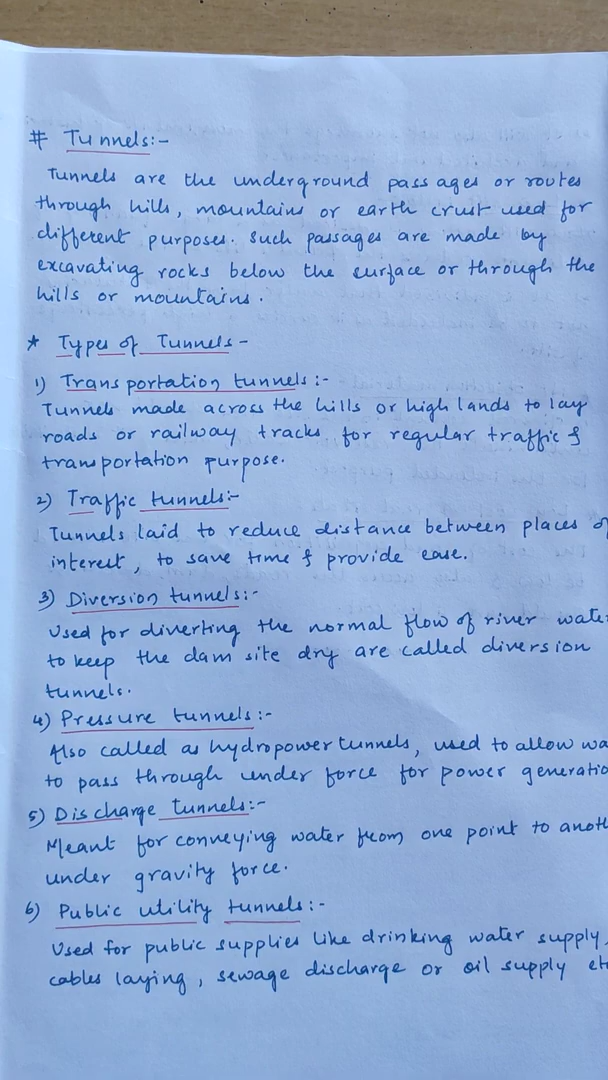 # Tunnels:-
Tunnels are the underground passages or routes
through hills, mountains or earth crust used for
different purposes. Such passages are made by
excavating rocks below the surface or through the
hills or mountains.
* Types of Tunnels -
1) Transportation tunnels:-
Tunnels made across the hills or high lands to lay
roads or railway tracks for regular traffic &
transportation purpose.
2) Traffic tunnels:-
Tunnels laid to reduce distance between places of
interest, to save time & provide ease.
3) Diversion tunnels:-
Used for diverting the normal flow of river water
to keep the dam site dry are called diversion
tunnels.
4) Pressure tunnels:-
Also called as hydropower tunnels, used to allow wa
to pass through under force for power generatio
5) Discharge tunnels:-
Meant for conveying water from one point to anoth
under gravity force.
6) Public utility tunnels:-
Used for public supplies like drinking water supply,
cables laying, sewage discharge or oil supply etc